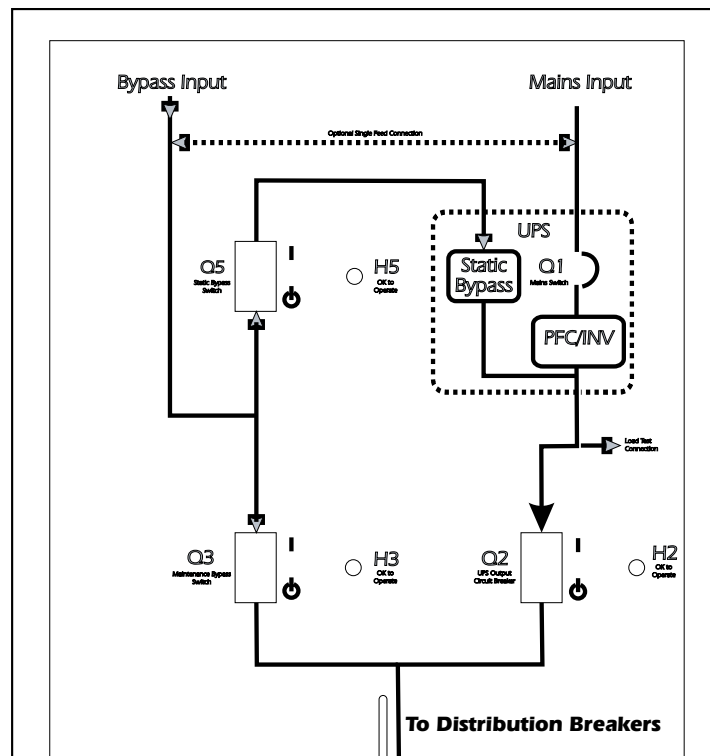 Bypass Input
Mains Input
Optional Single Feed Connection
UPS
Q5
Static Bypass
Switch
H5
OK to
Operate
Static
Bypass
Q1
Mains Switch
PFC/INV
Load Test
Connection
Q3
Maintenance Bypass
Switch
H3
OK to
Operate
Q2
UPS Output
Circuit Breaker
H2
OK to
Operate
To Distribution Breakers